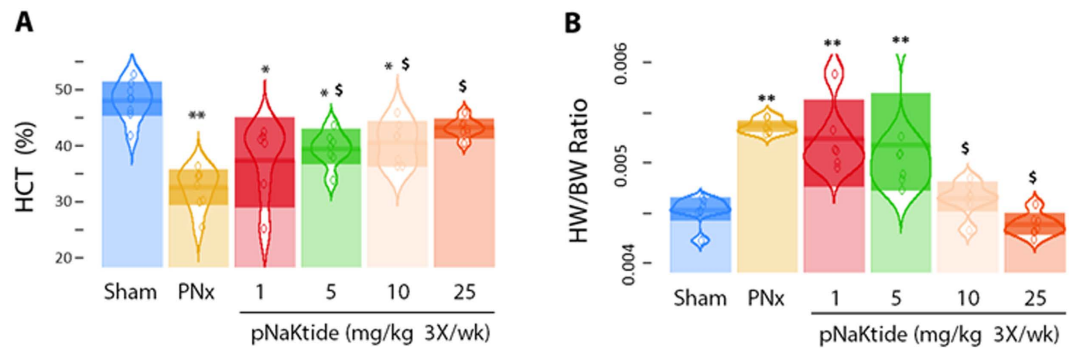 A
HCT (%)
50
40
30
20
**
*
* $
* $
$
Sham PNx 1 5 10 25
pNaKtide (mg/kg 3X/wk)
B
HW/BW Ratio
0.006
0.005
0.004
**
**
**
$
$
Sham PNx 1 5 10 25
pNaKtide (mg/kg 3X/wk)